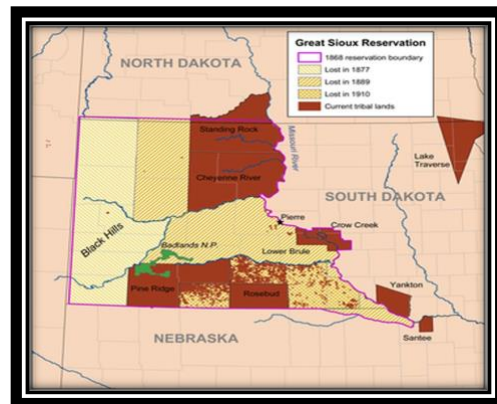 Great Sioux Reservation
1868 reservation boundary
Lost in 1877
Lost in 1889
Lost in 1910
Current tribal lands
NORTH DAKOTA
Standing Rock
Missouri River
Lake
Traverse
Cheyenne River
SOUTH DAKOTA
Pierre
Crow Creek
Black Hills
Badlands N.P.
Lower Brule
Pine Ridge
Rosebud
Yankton
Santee
NEBRASKA